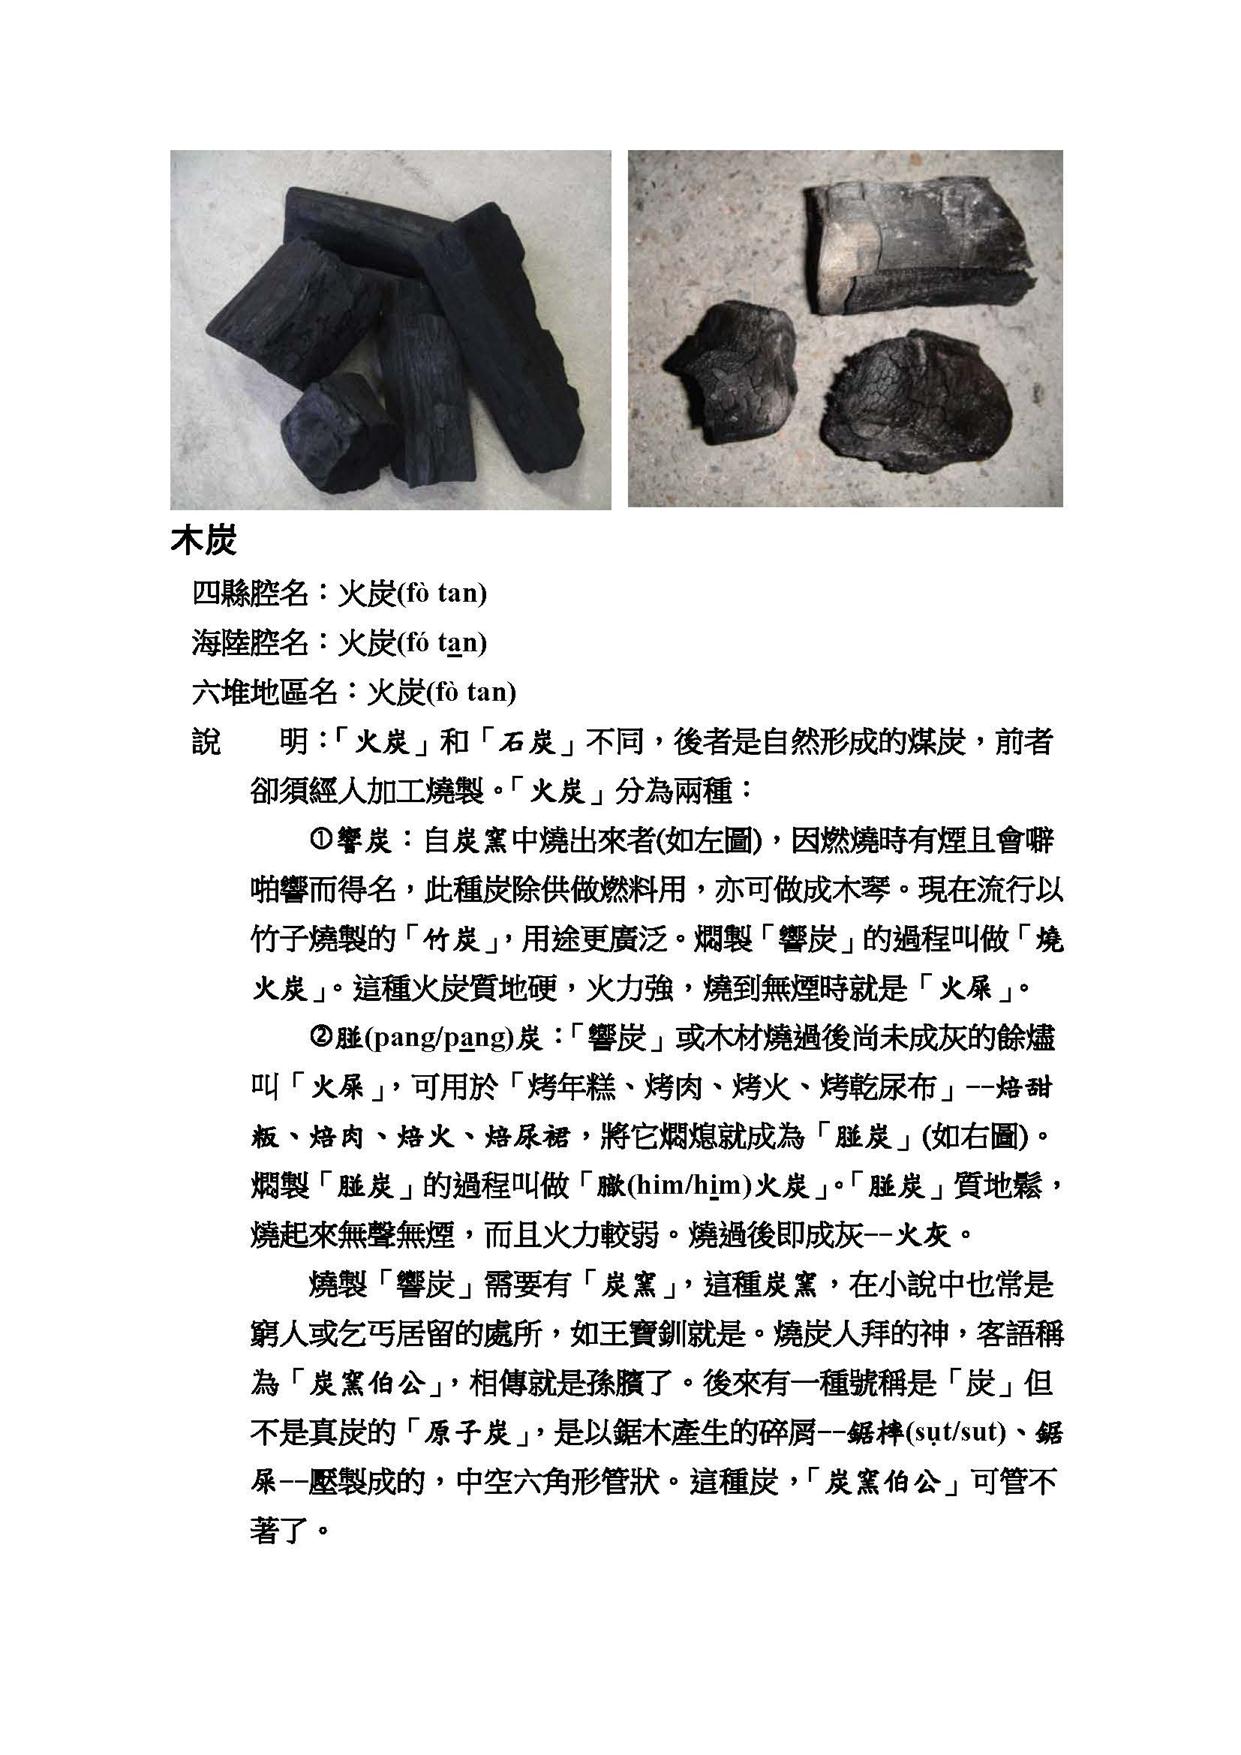 木炭
四縣腔名：火炭(fò tan)
海陸腔名：火炭(fó ta̲n)
六堆地區名：火炭(fò tan)
說　　明：「火炭」和「石炭」不同，後者是自然形成的煤炭，前者
卻須經人加工燒製。「火炭」分為兩種：
①響炭：自炭窯中燒出來者(如左圖)，因燃燒時有煙且會噼
啪響而得名，此種炭除供做燃料用，亦可做成木琴。現在流行以
竹子燒製的「竹炭」，用途更廣泛。燜製「響炭」的過程叫做「燒
火炭」。這種火炭質地硬，火力強，燒到無煙時就是「火屎」。
②䏺(pang/pa̲ng)炭：「響炭」或木材燒過後尚未成灰的餘燼
叫「火屎」，可用於「烤年糕、烤肉、烤火、烤乾尿布」--焙甜
粄、焙肉、焙火、焙尿裙，將它燜熄就成為「䏺炭」(如右圖)。
燜製「䏺炭」的過程叫做「(him/hi̲m)火炭」。「䏺炭」質地鬆，
燒起來無聲無煙，而且火力較弱。燒過後即成灰--火灰。
燒製「響炭」需要有「炭窯」，這種炭窯，在小說中也常是
窮人或乞丐居留的處所，如王寶釧就是。燒炭人拜的神，客語稱
為「炭窯伯公」，相傳就是孫臏了。後來有一種號稱是「炭」但
不是真炭的「原子炭」，是以鋸木產生的碎屑--鋸(sụt/sut)、鋸
屎--壓製成的，中空六角形管狀。這種炭，「炭窯伯公」可管不
著了。